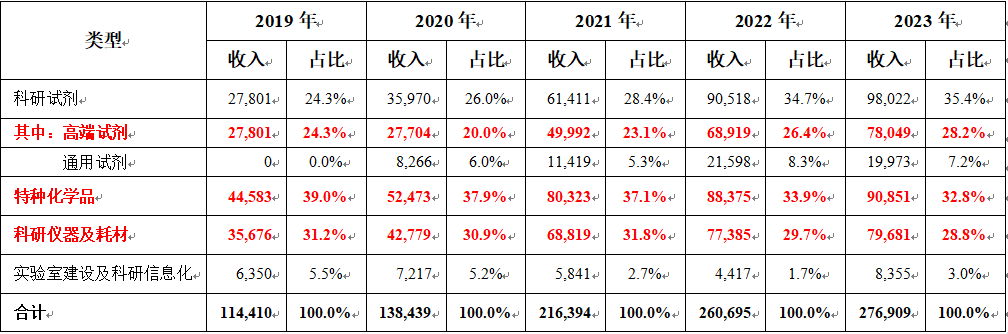 类型 2019 年 2020 年 2021 年 2022 年 2023 年
收入 占比 收入 占比 收入 占比 收入 占比 收入 占比
科研试剂 27,801 24.3% 35,970 26.0% 61,411 28.4% 90,518 34.7% 98,022 35.4%
其中：高端试剂 27,801 24.3% 27,704 20.0% 49,992 23.1% 68,919 26.4% 78,049 28.2%
通用试剂 0 0.0% 8,266 6.0% 11,419 5.3% 21,598 8.3% 19,973 7.2%
特种化学品 44,583 39.0% 52,473 37.9% 80,323 37.1% 88,375 33.9% 90,851 32.8%
科研仪器及耗材 35,676 31.2% 42,779 30.9% 68,819 31.8% 77,385 29.7% 79,681 28.8%
实验室建设及科研信息化 6,350 5.5% 7,217 5.2% 5,841 2.7% 4,417 1.7% 8,355 3.0%
合计 114,410 100.0% 138,439 100.0% 216,394 100.0% 260,695 100.0% 276,909 100.0%